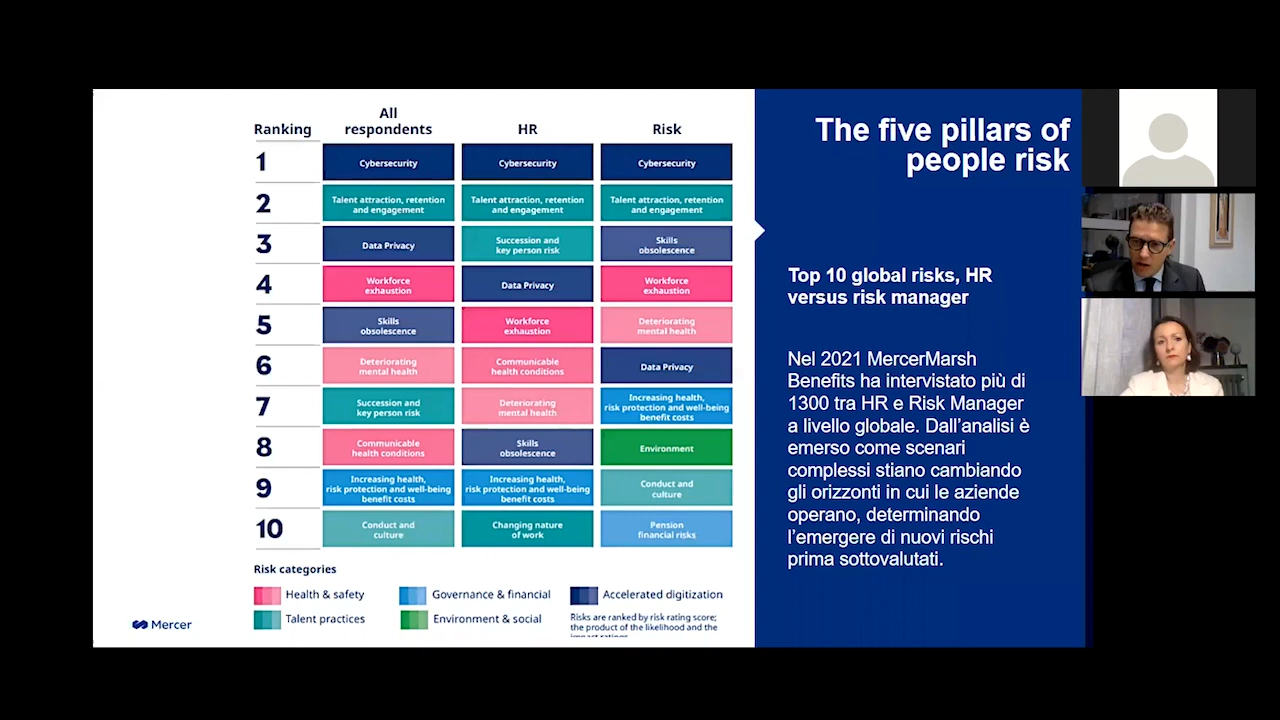 Ranking
All
respondents
HR
Risk
1
Cybersecurity
Cybersecurity
Cybersecurity
2
Talent attraction, retention
and engagement
Talent attraction, retention
and engagement
Talent attraction, retention
and engagement
3
Data Privacy
Succession and
key person risk
Skills
obsolescence
4
Workforce
exhaustion
Data Privacy
Workforce
exhaustion
5
Skills
obsolescence
Workforce
exhaustion
Deteriorating
mental health
6
Deteriorating
mental health
Communicable
health conditions
Data Privacy
7
Succession and
key person risk
Deteriorating
mental health
Increasing health,
risk protection and well-being
benefit costs
8
Communicable
health conditions
Skills
obsolescence
Environment
9
Increasing health,
risk protection and well-being
benefit costs
Increasing health,
risk protection and well-being
benefit costs
Conduct and
culture
10
Conduct and
culture
Changing nature
of work
Pension
financial risks
Risk categories
Health & safety
Governance & financial
Accelerated digitization
Talent practices
Environment & social
Risks are ranked by risk rating score;
the product of the likelihood and the
impact ratings
Mercer
The five pillars of
people risk
Top 10 global risks, HR
versus risk manager
Nel 2021 MercerMarsh
Benefits ha intervistato più di
1300 tra HR e Risk Manager
a livello globale. Dall'analisi è
emerso come scenari
complessi stiano cambiando
gli orizzonti in cui le aziende
operano, determinando
l'emergere di nuovi rischi
prima sottovalutati.